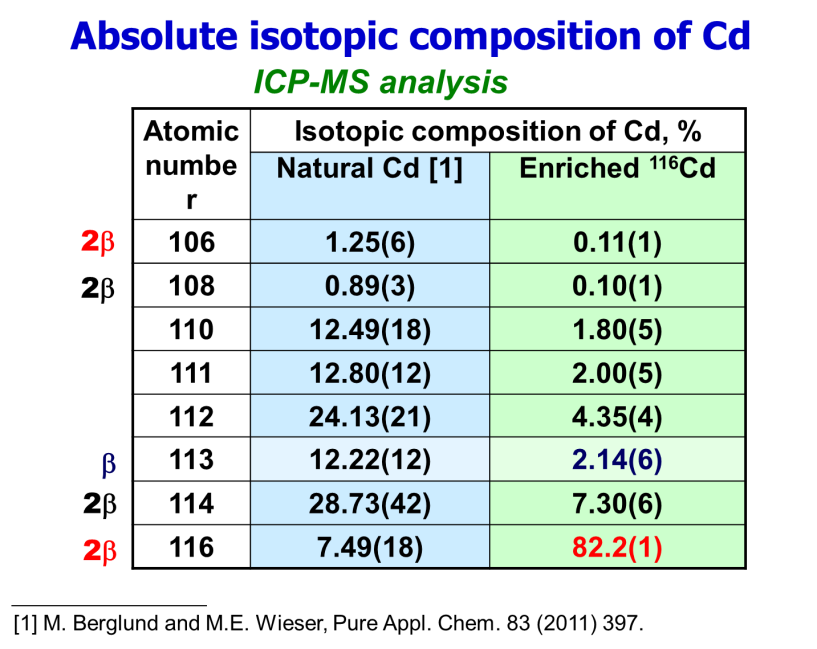 Absolute isotopic composition of Cd
ICP-MS analysis
Atomic numbe r
Isotopic composition of Cd, %
Natural Cd [1]
Enriched ¹¹⁶Cd
2β 106 1.25(6) 0.11(1)
2β 108 0.89(3) 0.10(1)
110 12.49(18) 1.80(5)
111 12.80(12) 2.00(5)
112 24.13(21) 4.35(4)
β 113 12.22(12) 2.14(6)
2β 114 28.73(42) 7.30(6)
2β 116 7.49(18) 82.2(1)
[1] M. Berglund and M.E. Wieser, Pure Appl. Chem. 83 (2011) 397.